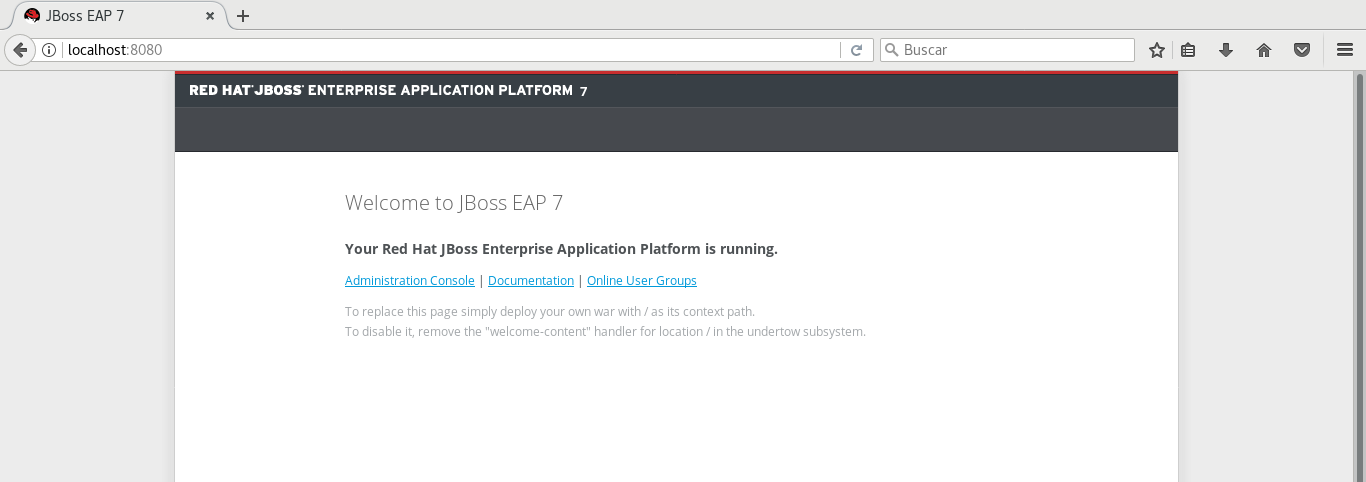 JBoss EAP 7
localhost:8080
Buscar
RED HAT® JBOSS® ENTERPRISE APPLICATION PLATFORM 7
Welcome to JBoss EAP 7
Your Red Hat JBoss Enterprise Application Platform is running.
Administration Console | Documentation | Online User Groups
To replace this page simply deploy your own war with / as its context path.
To disable it, remove the "welcome-content" handler for location / in the undertow subsystem.